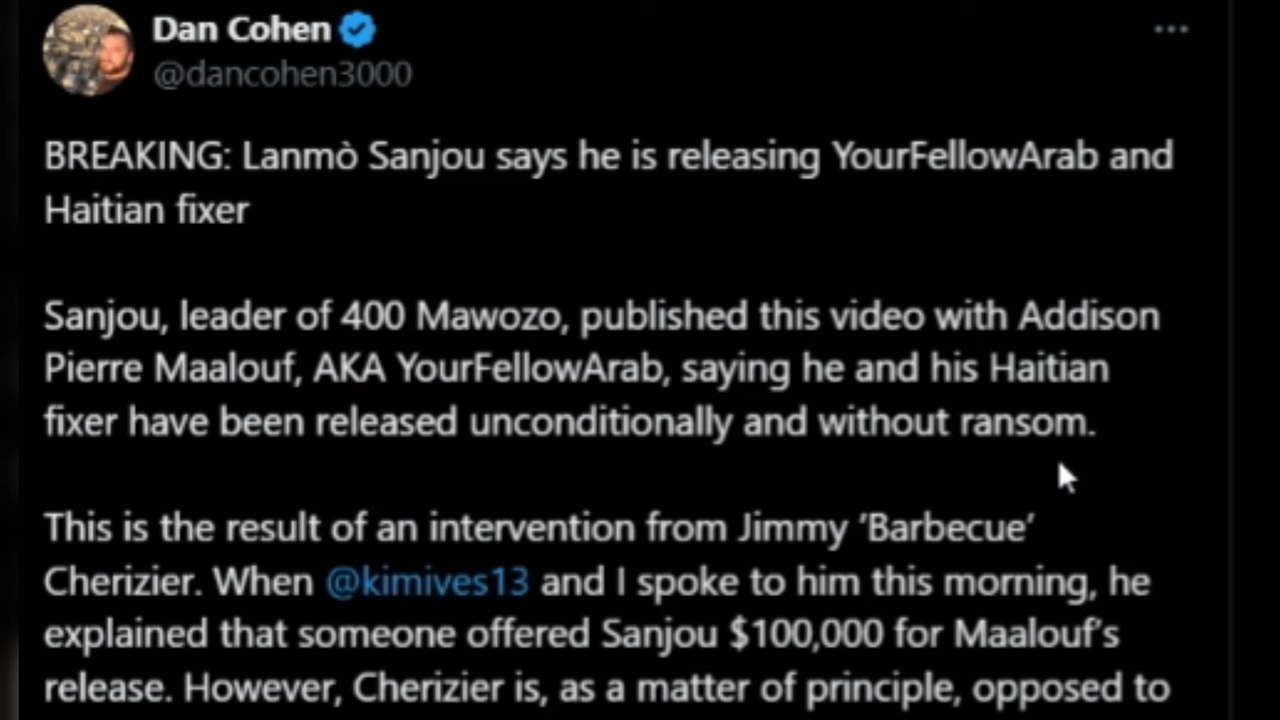 Dan Cohen
@dancohen3000
BREAKING: Lanmò Sanjou says he is releasing YourFellowArab and
Haitian fixer
Sanjou, leader of 400 Mawozo, published this video with Addison
Pierre Maalouf, AKA YourFellowArab, saying he and his Haitian
fixer have been released unconditionally and without ransom.
This is the result of an intervention from Jimmy ‘Barbecue’
Cherizier. When @kimives13 and I spoke to him this morning, he
explained that someone offered Sanjou $100,000 for Maalouf’s
release. However, Cherizier is, as a matter of principle, opposed to